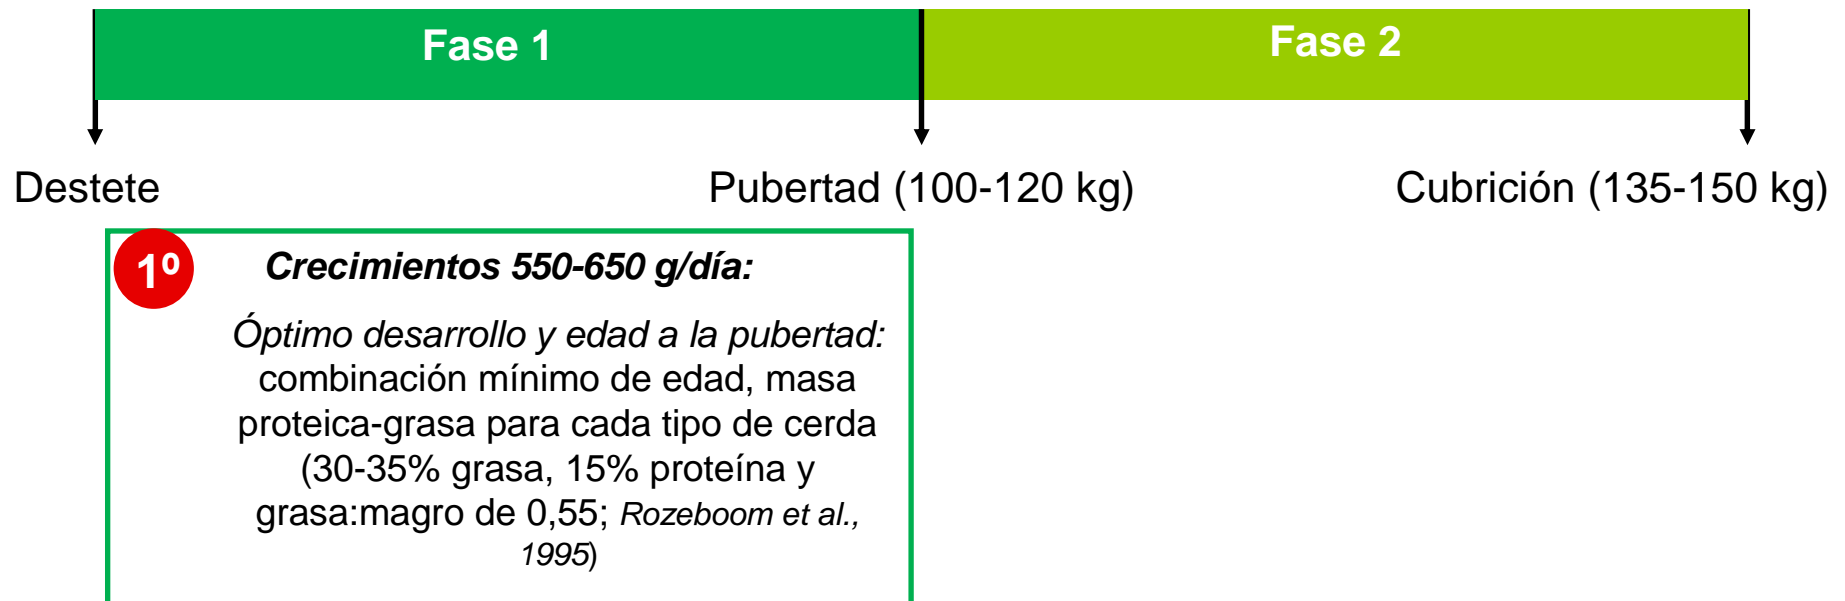 Fase 1
Fase 2
Destete
Pubertad (100-120 kg)
Cubrición (135-150 kg)
1º
Crecimientos 550-650 g/día:
Óptimo desarrollo y edad a la pubertad:
combinación mínimo de edad, masa
proteica-grasa para cada tipo de cerda
(30-35% grasa, 15% proteína y
grasa:magro de 0,55; Rozeboom et al.,
1995)